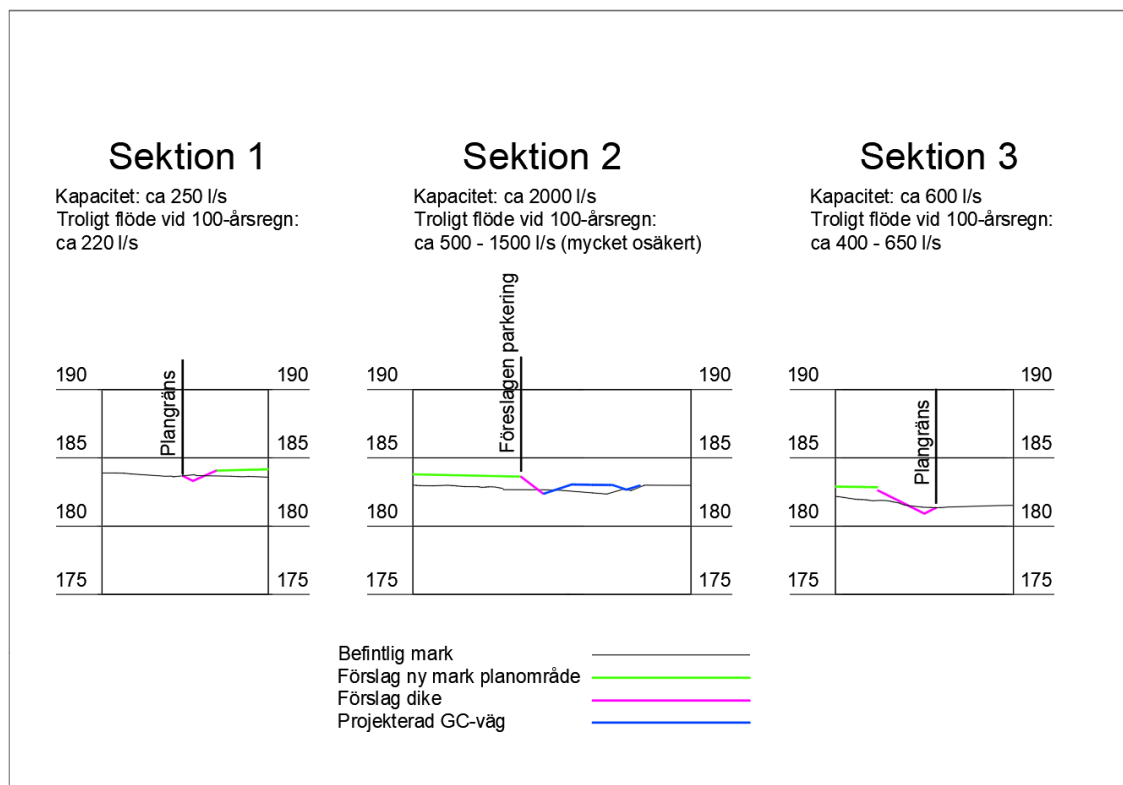 Sektion 1
Kapacitet: ca 250 l/s
Troligt flöde vid 100-årsregn:
ca 220 l/s
Plangräns
190
190
185
185
180
180
175
175
Sektion 2
Kapacitet: ca 2000 l/s
Troligt flöde vid 100-årsregn:
ca 500 - 1500 l/s (mycket osäkert)
Föreslagen parkering
190
190
185
185
180
180
175
175
Sektion 3
Kapacitet: ca 600 l/s
Troligt flöde vid 100-årsregn:
ca 400 - 650 l/s
Plangräns
190
190
185
185
180
180
175
175
Befintlig mark
Förslag ny mark planområde
Förslag dike
Projekterad GC-väg